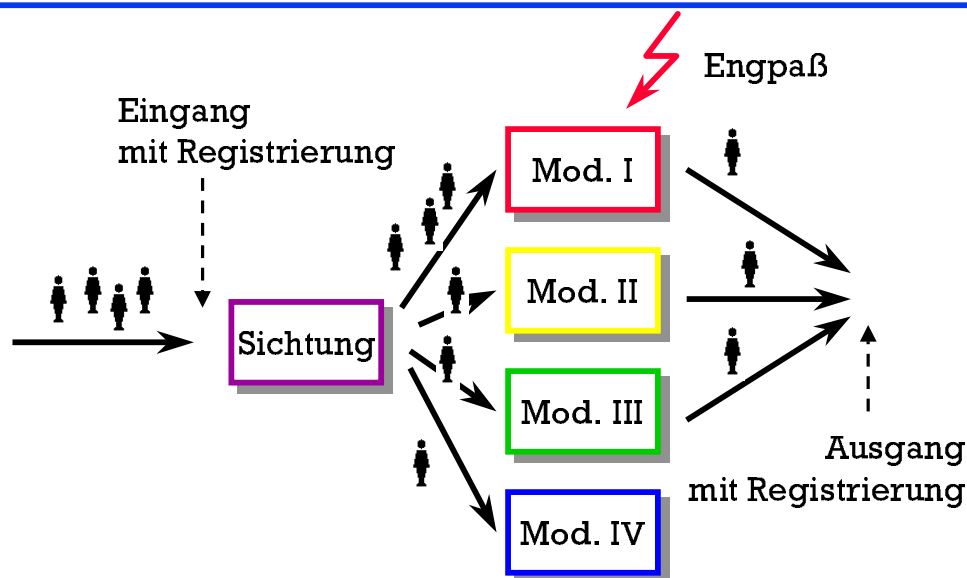 Engpaß
Eingang
mit Registrierung
Mod. I
Mod. II
Sichtung
Mod. III
Ausgang
mit Registrierung
Mod. IV